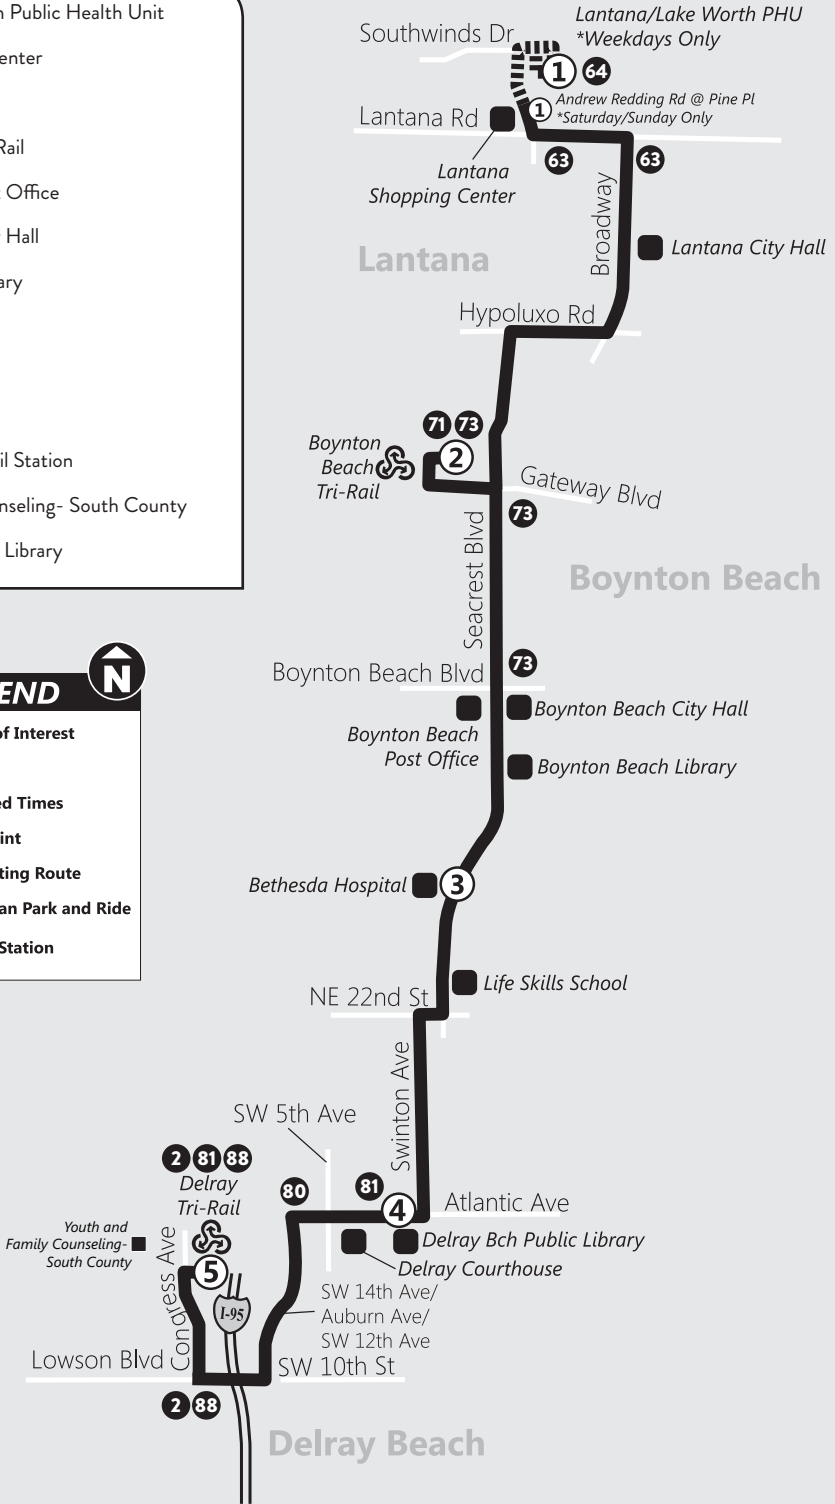 n Public Health Unit
enter
Rail
Office
Hall
ary
il Station
nseling- South County
Library
N
END
of Interest
ed Times
int
ting Route
an Park and Ride
Station
Lantana/Lake Worth PHU
*Weekdays Only
Southwinds Dr
1 64
1 Andrew Redding Rd @ Pine Pl
*Saturday/Sunday Only
Lantana Rd
63 63
Lantana
Shopping Center
Broadway
Lantana City Hall
Lantana
Hypoluxo Rd
71 73
Boynton
Beach
Tri-Rail
2
Gateway Blvd
73
Seacrest Blvd
Boynton Beach
Boynton Beach Blvd
73
Boynton Beach City Hall
Boynton Beach
Post Office
Boynton Beach Library
Bethesda Hospital
3
Life Skills School
NE 22nd St
Swinton Ave
SW 5th Ave
2 81 88
Delray
Tri-Rail
80
81
4
Atlantic Ave
Youth and
Family Counseling-
South County
Delray Bch Public Library
Delray Courthouse
5
Congress Ave
I-95
SW 14th Ave/
Auburn Ave/
SW 12th Ave
Lowson Blvd
SW 10th St
2 88
Delray Beach